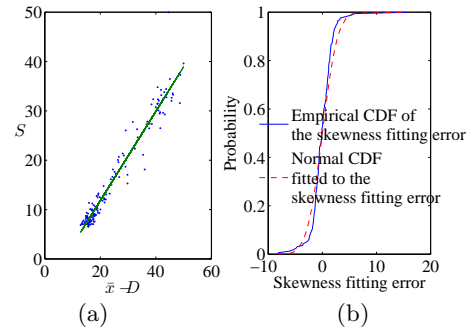 50
40
30
20
10
0
S
0 20 40 60
x̄ -D
(a)
1
0.8
0.6
0.4
0.2
0
Probability
Empirical CDF of
the skewness fitting error
Normal CDF
fitted to the
skewness fitting error
-10 0 10 20
Skewness fitting error
(b)